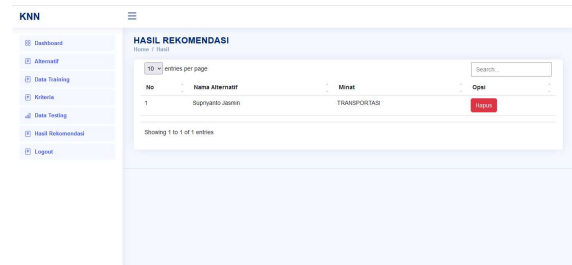 KNN
Dashboard
Alternatif
Data Training
Kriteria
Data Testing
Hasil Rekomendasi
Logout
HASIL REKOMENDASI
Home / Hasil
10 entries per page
Search...
No Nama Alternatif Minat Opsi
1 Supriyanto Jasmin TRANSPORTASI Hapus
Showing 1 to 1 of 1 entries